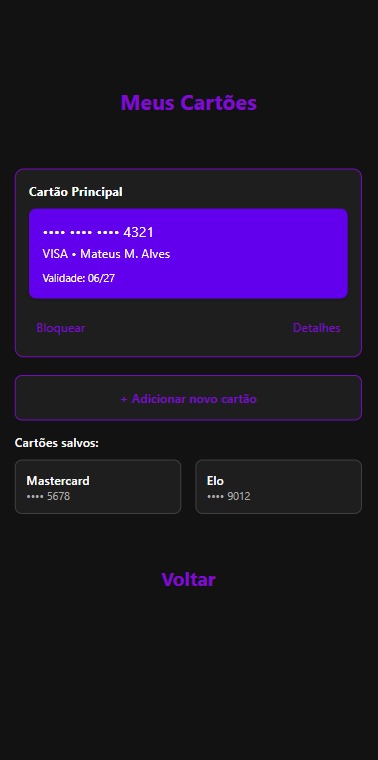 Meus Cartões
Cartão Principal
•••• •••• •••• 4321
VISA • Mateus M. Alves
Validade: 06/27
Bloquear
Detalhes
+ Adicionar novo cartão
Cartões salvos:
Mastercard
•••• 5678
Elo
•••• 9012
Voltar